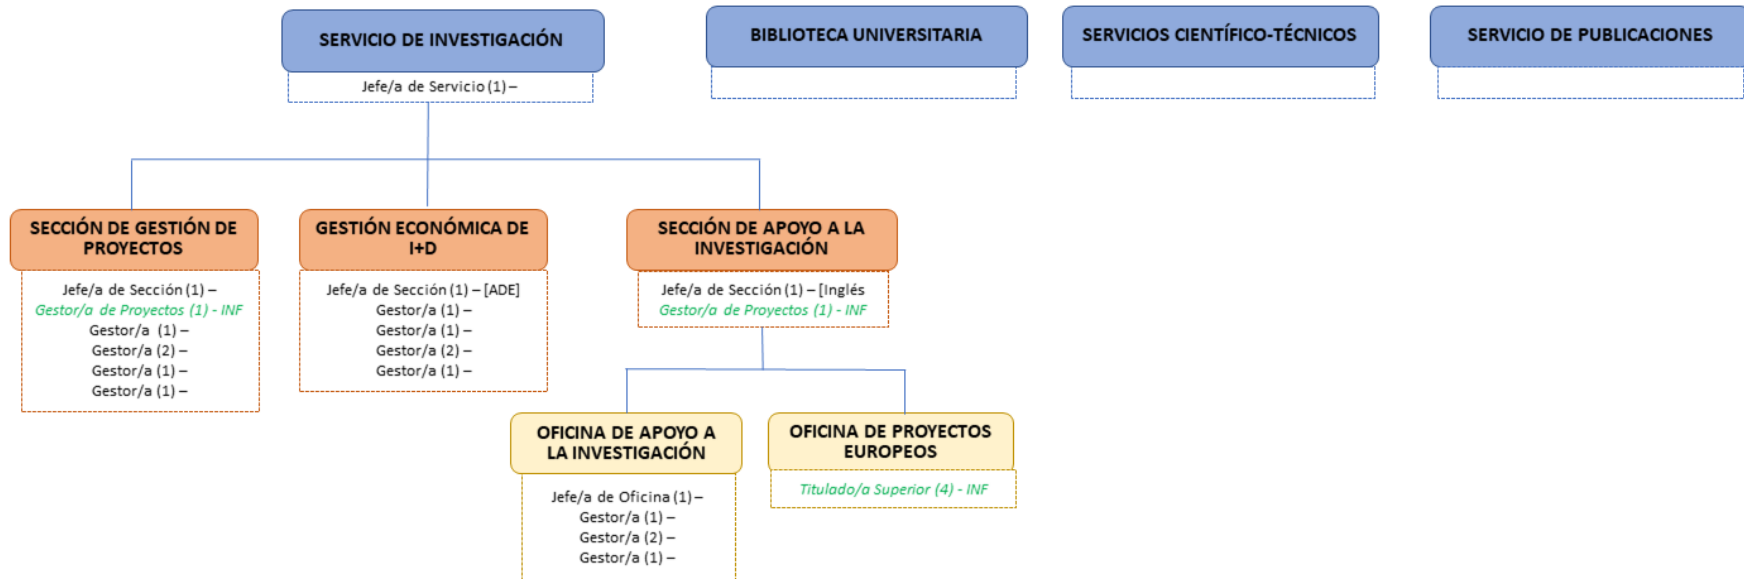 SERVICIO DE INVESTIGACIÓN
Jefe/a de Servicio (1) –
BIBLIOTECA UNIVERSITARIA
SERVICIOS CIENTÍFICO-TÉCNICOS
SERVICIO DE PUBLICACIONES
SECCIÓN DE GESTIÓN DE
PROYECTOS
Jefe/a de Sección (1) –
Gestor/a de Proyectos (1) - INF
Gestor/a (1) –
Gestor/a (2) –
Gestor/a (1) –
Gestor/a (1) –
GESTIÓN ECONÓMICA DE
I+D
Jefe/a de Sección (1) – [ADE]
Gestor/a (1) –
Gestor/a (1) –
Gestor/a (2) –
Gestor/a (1) –
SECCIÓN DE APOYO A LA
INVESTIGACIÓN
Jefe/a de Sección (1) – [Inglés
Gestor/a de Proyectos (1) - INF
OFICINA DE APOYO A
LA INVESTIGACIÓN
Jefe/a de Oficina (1) –
Gestor/a (1) –
Gestor/a (2) –
Gestor/a (1) –
OFICINA DE PROYECTOS
EUROPEOS
Titulado/a Superior (4) - INF